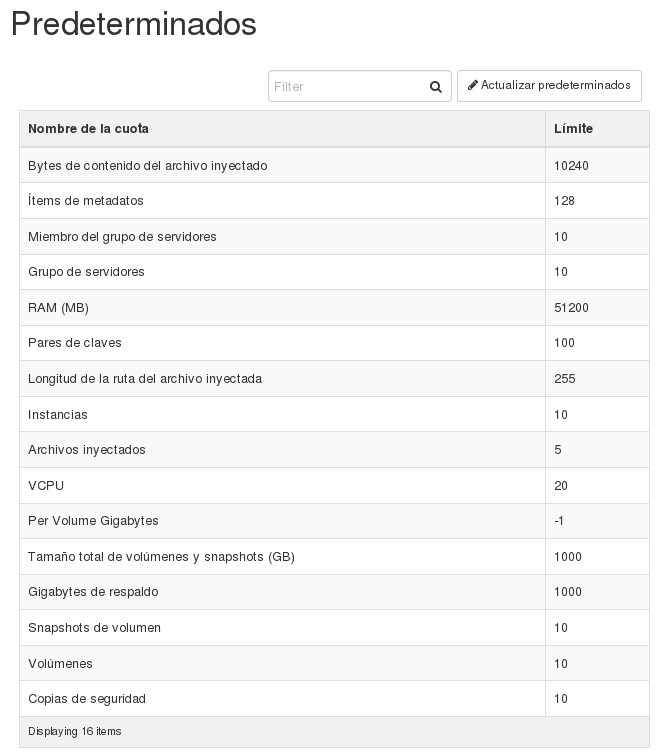 Predeterminados
Filter
Actualizar predeterminados
Nombre de la cuota Límite
Bytes de contenido del archivo inyectado 10240
Ítems de metadatos 128
Miembro del grupo de servidores 10
Grupo de servidores 10
RAM (MB) 51200
Pares de claves 100
Longitud de la ruta del archivo inyectada 255
Instancias 10
Archivos inyectados 5
VCPU 20
Per Volume Gigabytes -1
Tamaño total de volúmenes y snapshots (GB) 1000
Gigabytes de respaldo 1000
Snapshots de volumen 10
Volúmenes 10
Copias de seguridad 10
Displaying 16 items